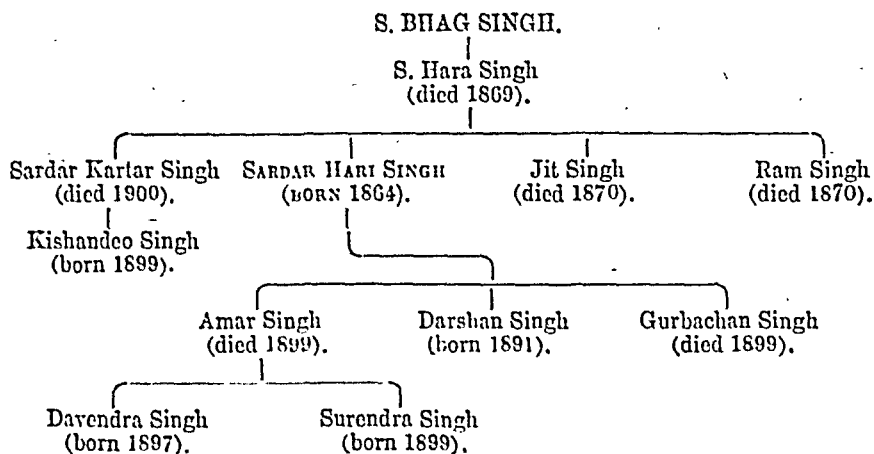 S. BHAG SINGH.
S. Hara Singh
(died 1869).
Sardar Kartar Singh SARDAR HARI SINGH Jit Singh Ram Singh
(died 1900). (BORN 1864). (died 1870). (died 1870).
Kishandeo Singh
(born 1899).
Amar Singh Darshan Singh Gurbachan Singh
(died 1899). (born 1891). (died 1899).
Davendra Singh Surendra Singh
(born 1897). (born 1899).